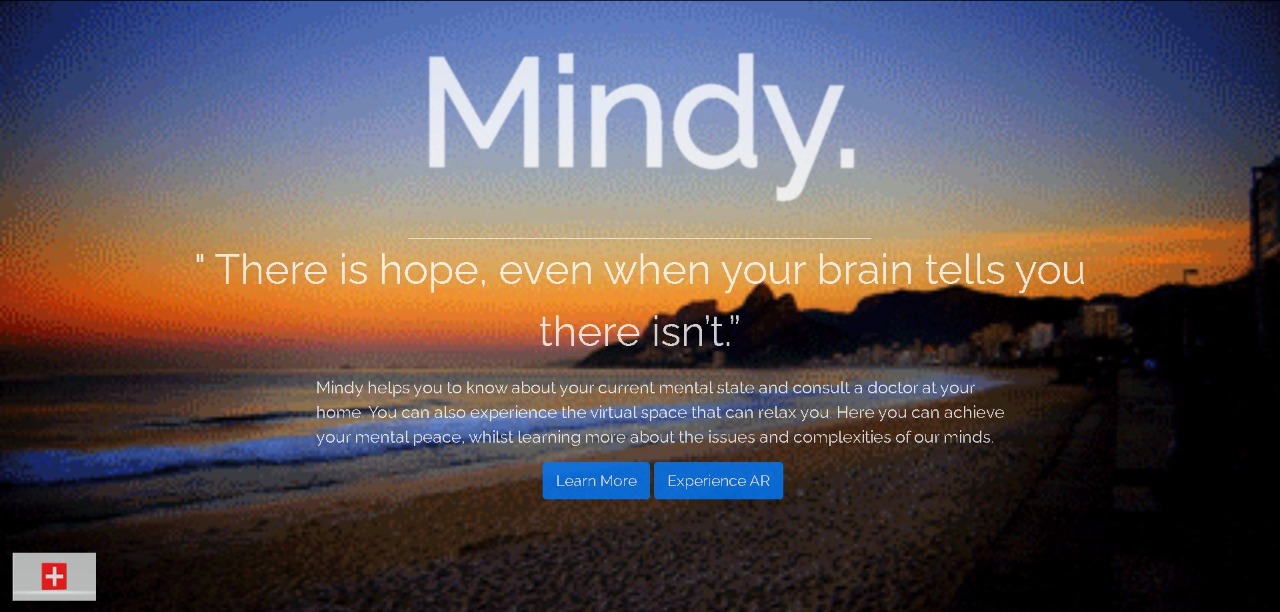 Mindy.
" There is hope, even when your brain tells you
there isn't.”
Mindy helps you to know about your current mental state and consult a doctor at your
home. You can also experience the virtual space that can relax you. Here you can achieve
your mental peace, whilst learning more about the issues and complexities of our minds.
Learn More
Experience AR